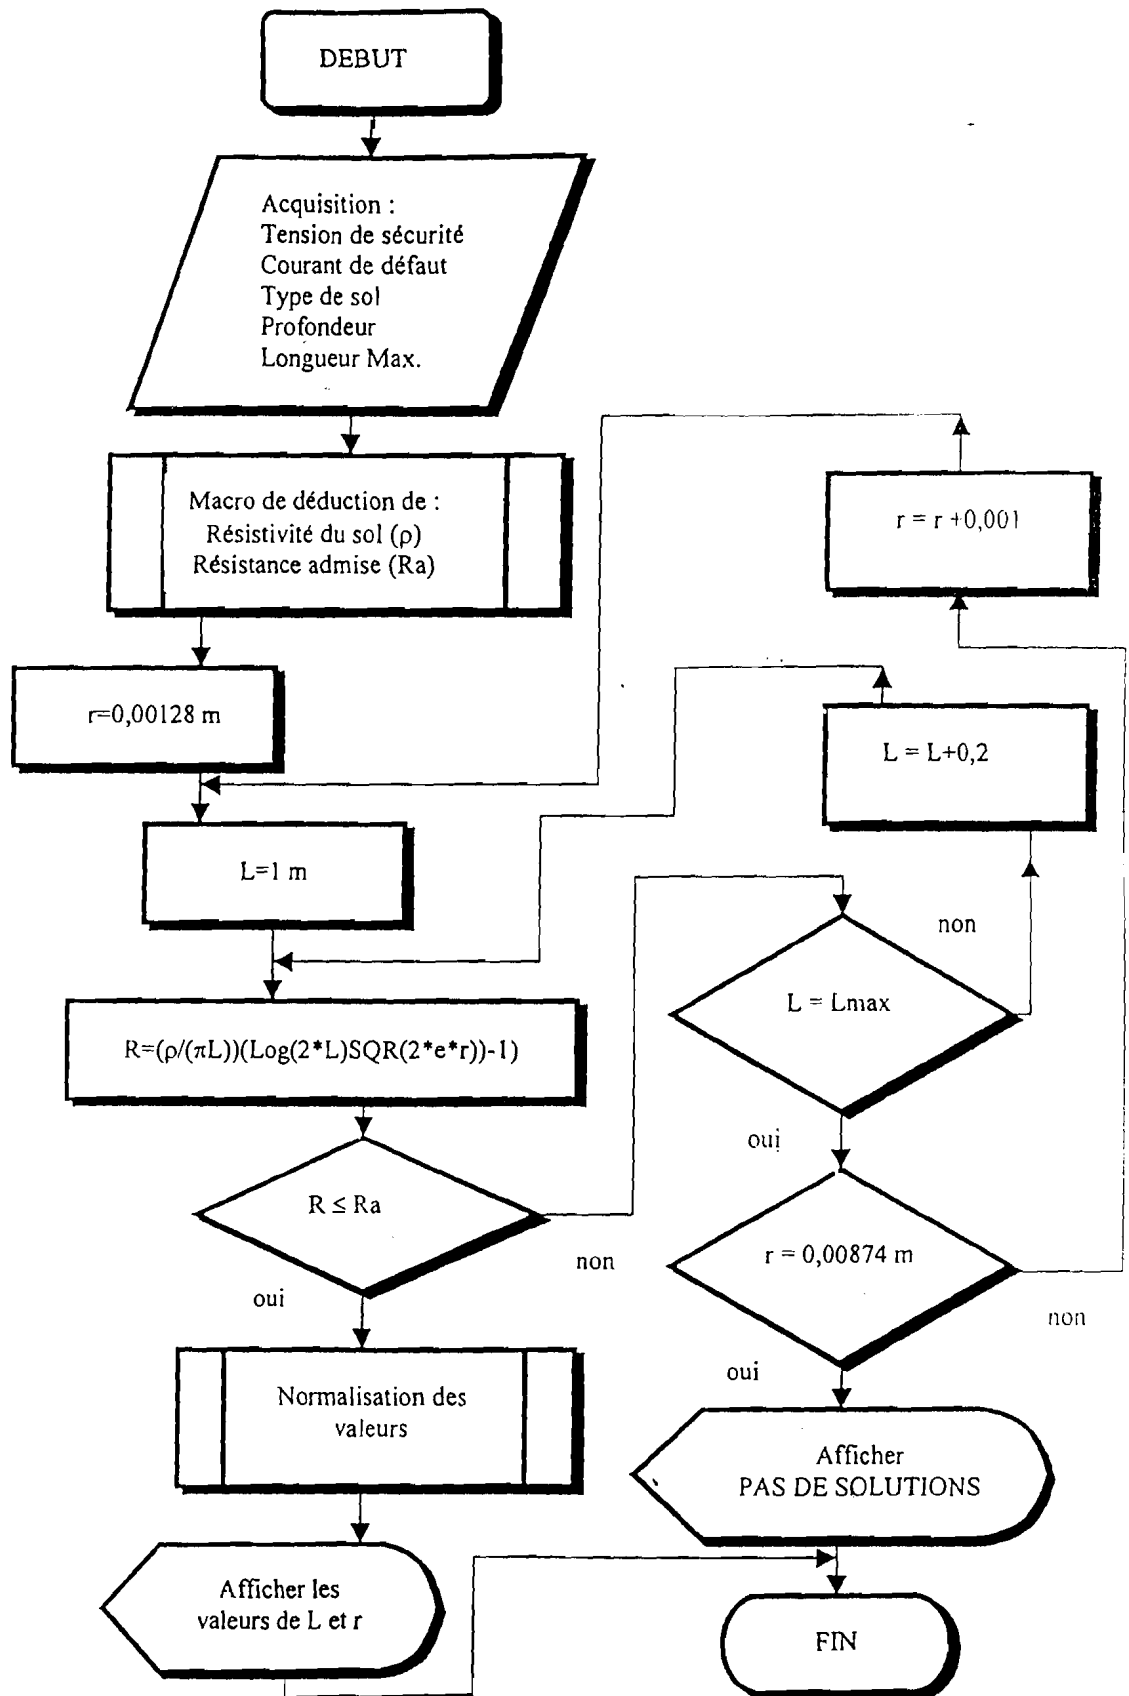 DEBUT
Acquisition :
Tension de sécurité
Courant de défaut
Type de sol
Profondeur
Longueur Max.
Macro de déduction de :
Résistivité du sol (ρ)
Résistance admise (Ra)
r=0,00128 m
L=1 m
R=(ρ/(πL))(Log(2*L)SQR(2*e*r))-1)
R ≤ Ra
non
oui
Normalisation des
valeurs
Afficher les
valeurs de L et r
r = r +0,001
L = L+0,2
non
L = Lmax
oui
r = 0,00874 m
non
oui
Afficher
PAS DE SOLUTIONS
FIN